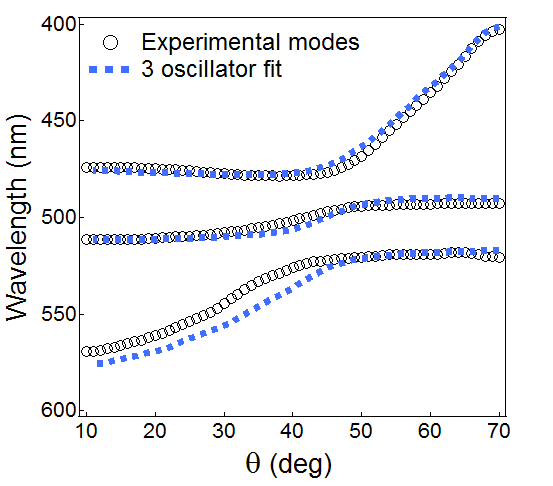 400
450
500
550
600
Wavelength (nm)
Experimental modes
3 oscillator fit
10 20 30 40 50 60 70
θ (deg)